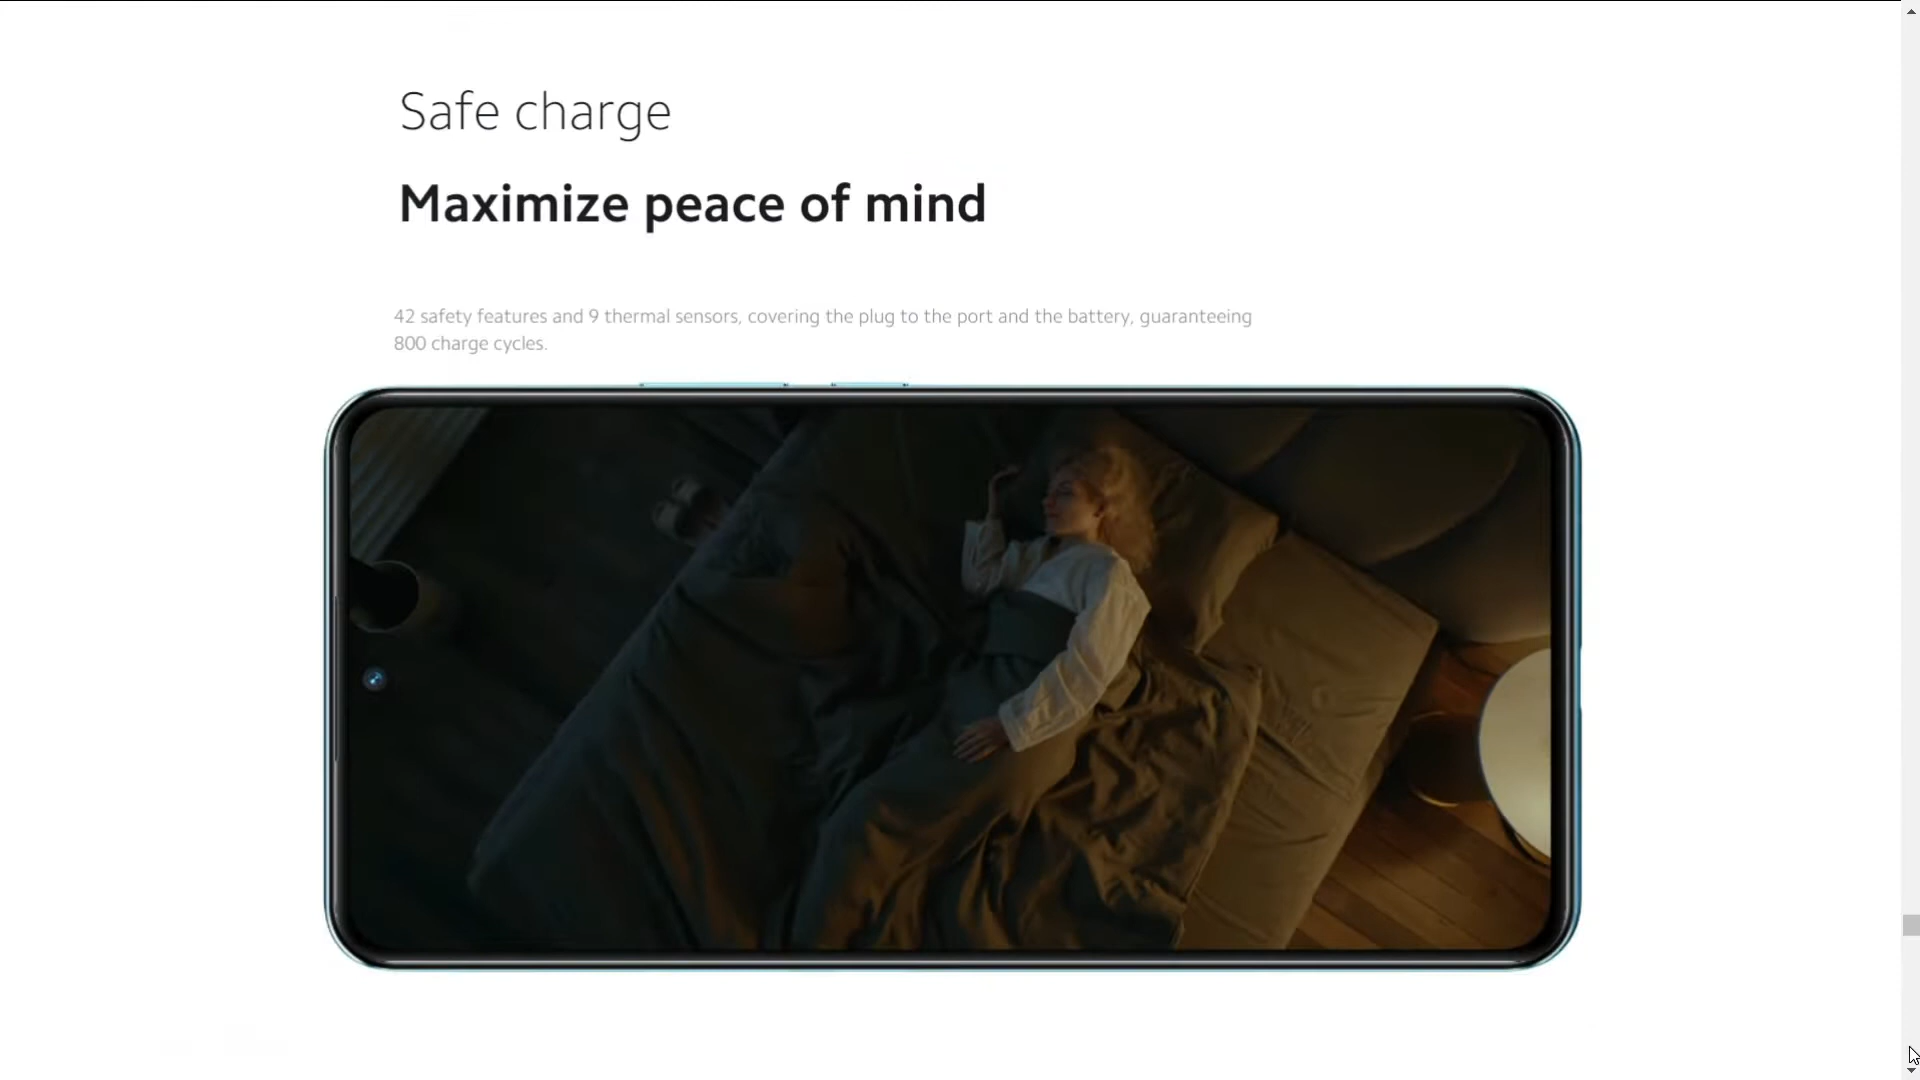 Safe charge
Maximize peace of mind
42 safety features and 9 thermal sensors, covering the plug to the port and the battery, guaranteeing
800 charge cycles.